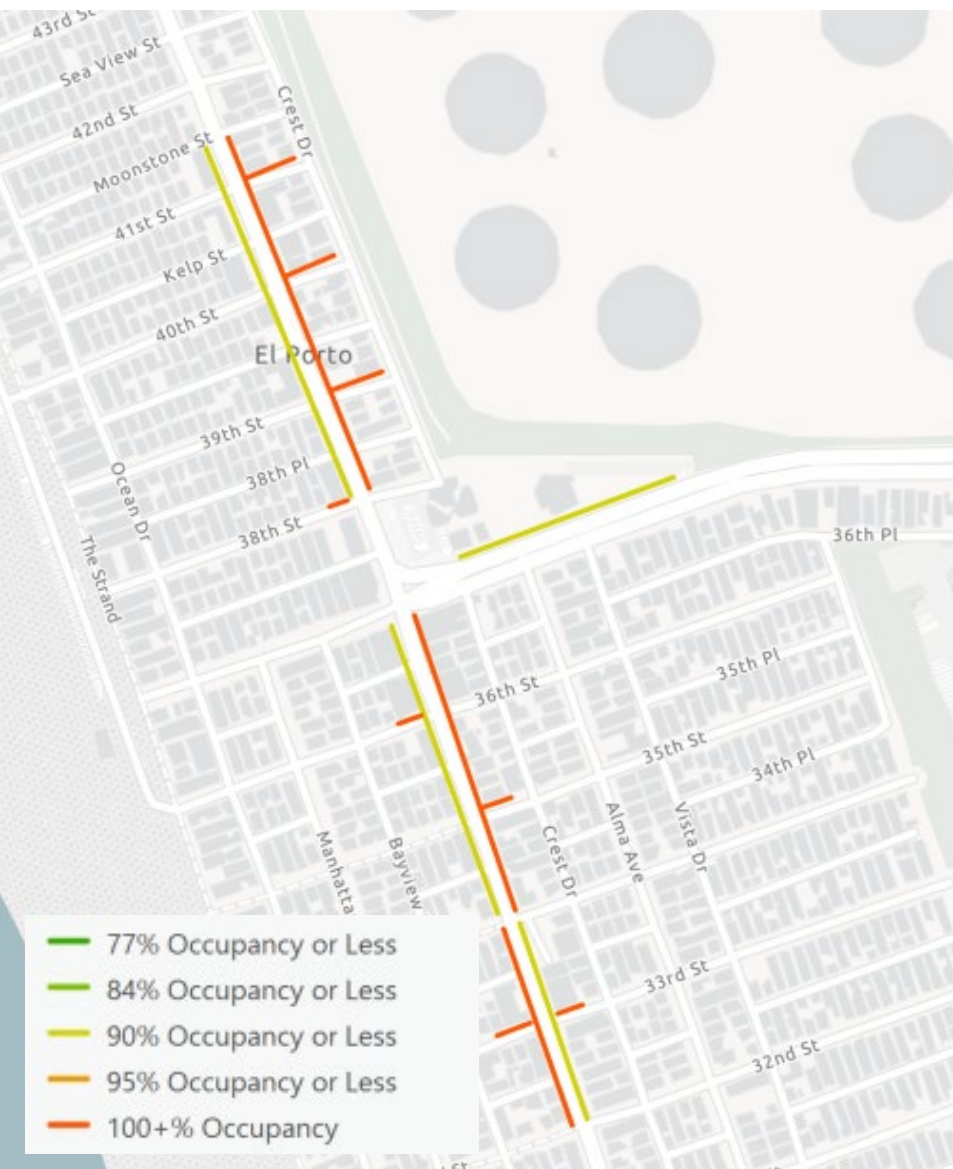 43rd St
Sea View St
42nd St
Crest Dr
Moonstone St
41st St
Kelp St
40th St
El Porto
39th St
38th Pl
Ocean Dr
38th St
The Strand
36th Pl
36th St
35th Pl
35th St
34th Pl
Manhatta
Bayview
Crest Dr
Alma Ave
Vista Dr
33rd St
32nd St
St
77% Occupancy or Less
84% Occupancy or Less
90% Occupancy or Less
95% Occupancy or Less
100+% Occupancy